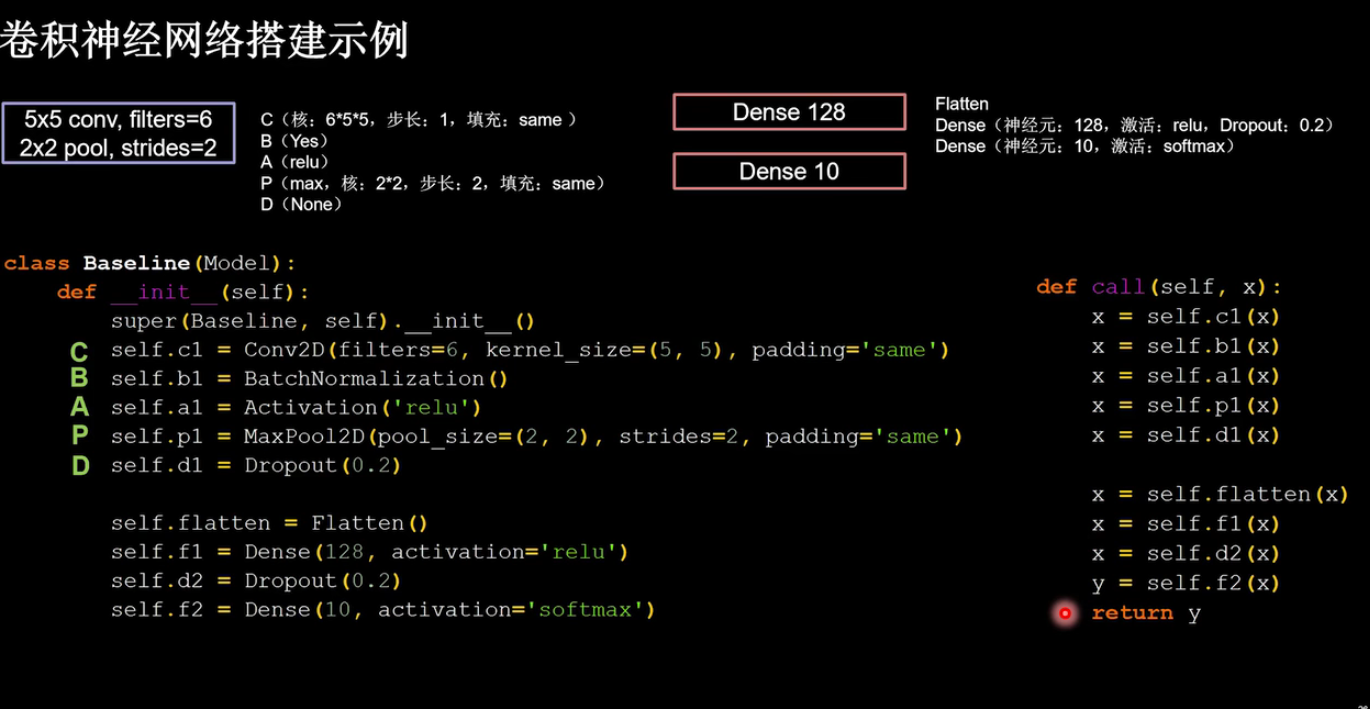 卷积神经网络搭建示例
5x5 conv, filters=6
2x2 pool, strides=2
C（核：6*5*5，步长：1，填充：same ）
B（Yes）
A（relu）
P（max，核：2*2，步长：2，填充：same）
D（None）
Dense 128
Dense 10
Flatten
Dense（神经元：128，激活：relu，Dropout：0.2）
Dense（神经元：10，激活：softmax）
class Baseline(Model):
def __init__(self):
super(Baseline, self).__init__()
C self.c1 = Conv2D(filters=6, kernel_size=(5, 5), padding='same')
B self.b1 = BatchNormalization()
A self.a1 = Activation('relu')
P self.p1 = MaxPool2D(pool_size=(2, 2), strides=2, padding='same')
D self.d1 = Dropout(0.2)
self.flatten = Flatten()
self.f1 = Dense(128, activation='relu')
self.d2 = Dropout(0.2)
self.f2 = Dense(10, activation='softmax')
def call(self, x):
x = self.c1(x)
x = self.b1(x)
x = self.a1(x)
x = self.p1(x)
x = self.d1(x)
x = self.flatten(x)
x = self.f1(x)
x = self.d2(x)
y = self.f2(x)
return y